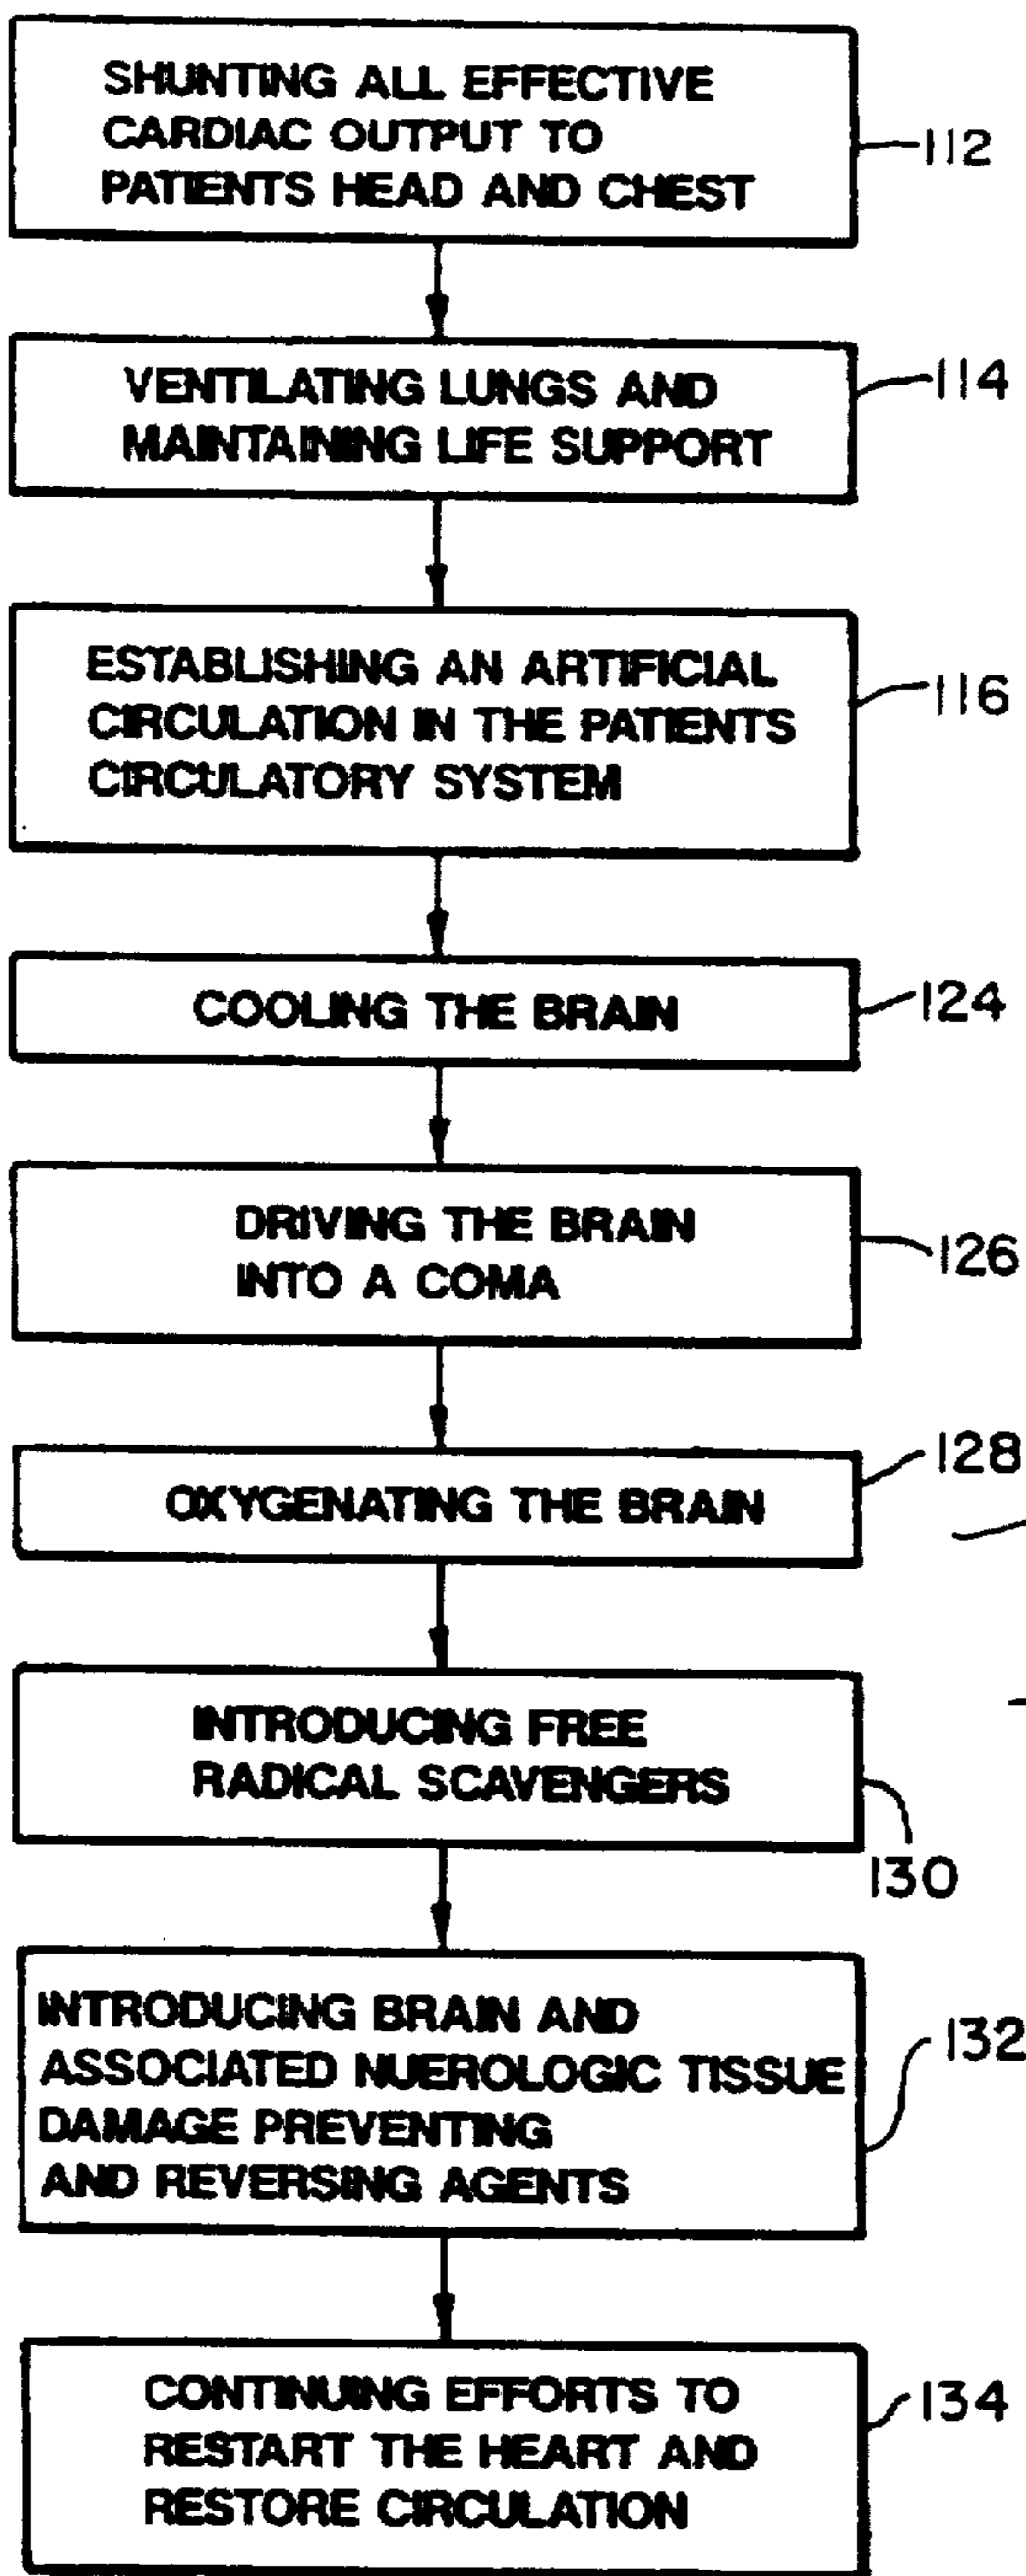 SHUNTING ALL EFFECTIVE
CARDIAC OUTPUT TO
PATIENTS HEAD AND CHEST
112
VENTILATING LUNGS AND
MAINTAINING LIFE SUPPORT
114
ESTABLISHING AN ARTIFICIAL
CIRCULATION IN THE PATIENTS
CIRCULATORY SYSTEM
116
COOLING THE BRAIN
124
DRIVING THE BRAIN
INTO A COMA
126
OXYGENATING THE BRAIN
128
INTRODUCING FREE
RADICAL SCAVENGERS
130
INTRODUCING BRAIN AND
ASSOCIATED NUEROLOGIC TISSUE
DAMAGE PREVENTING
AND REVERSING AGENTS
132
CONTINUING EFFORTS TO
RESTART THE HEART AND
RESTORE CIRCULATION
134